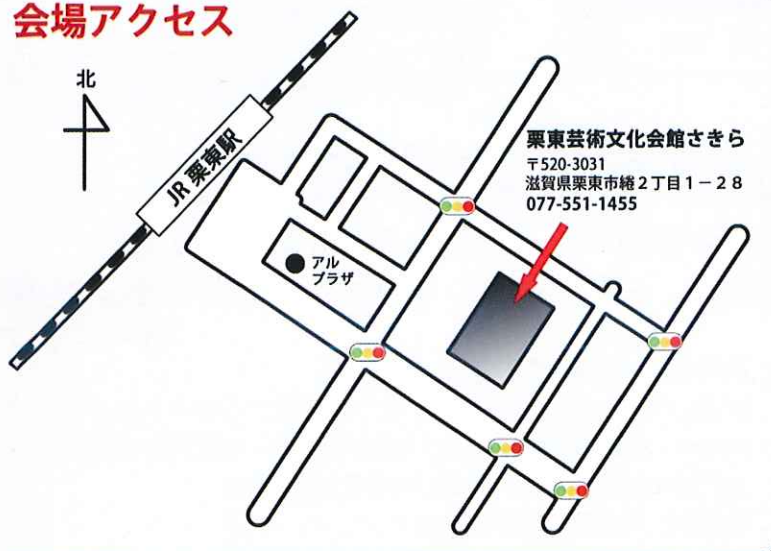 会場アクセス
北
JR 栗東駅
栗東芸術文化会館さきら
〒520-3031
滋賀県栗東市綣２丁目１－２８
077-551-1455
アル
プラザ